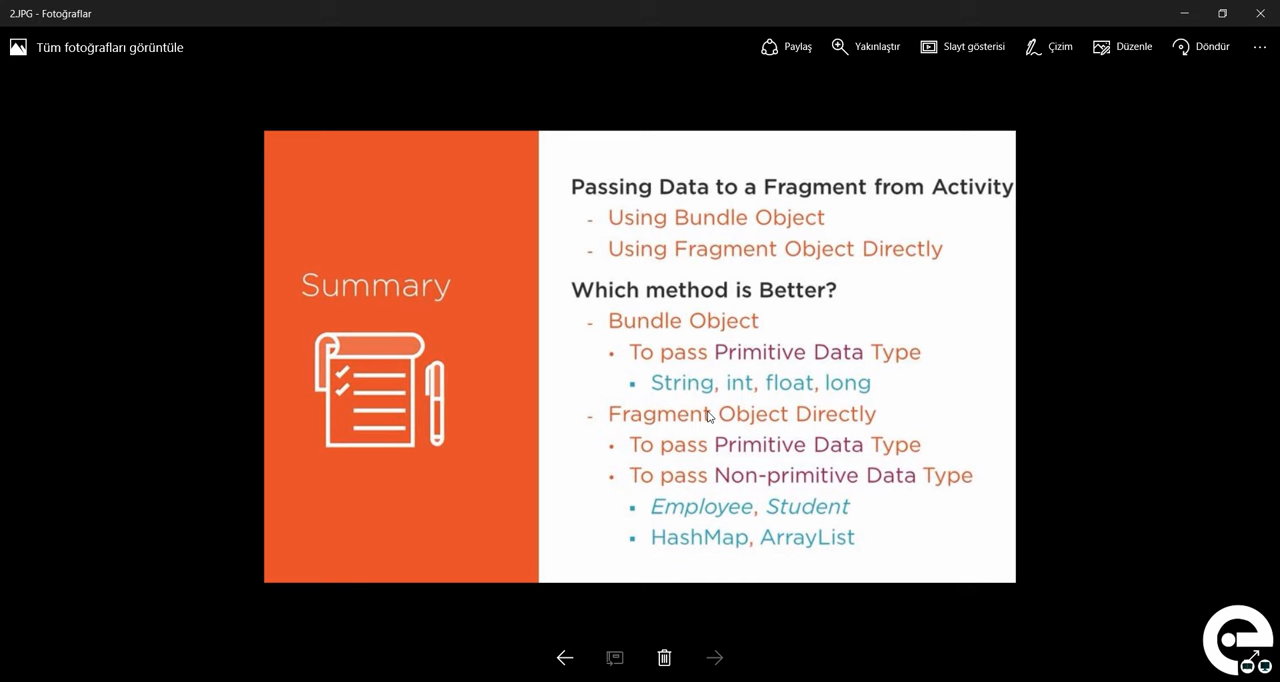 2.JPG - Fotoğraflar
Tüm fotoğrafları görüntüle
Paylaş
Yakınlaştır
Slayt gösterisi
Çizim
Düzenle
Döndür
Summary
Passing Data to a Fragment from Activity
- Using Bundle Object
- Using Fragment Object Directly
Which method is Better?
- Bundle Object
• To pass Primitive Data Type
▪ String, int, float, long
- Fragment Object Directly
• To pass Primitive Data Type
• To pass Non-primitive Data Type
▪ Employee, Student
▪ HashMap, ArrayList